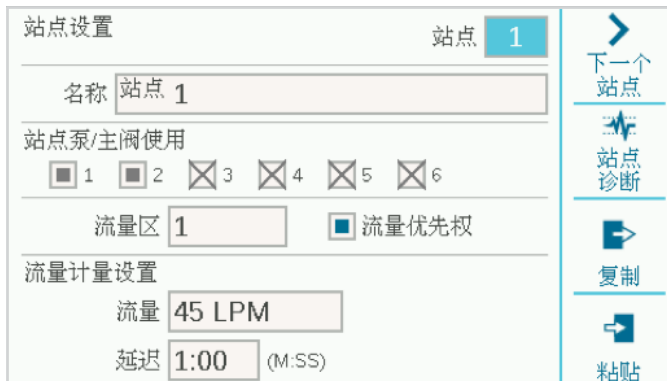 站点设置
站点 1
名称 站点 1
站点泵/主阀使用
1 2 3 4 5 6
流量区 1 流量优先权
流量计量设置
流量 45 LPM
延迟 1:00 (M:SS)
下一个
站点
站点
诊断
复制
粘贴